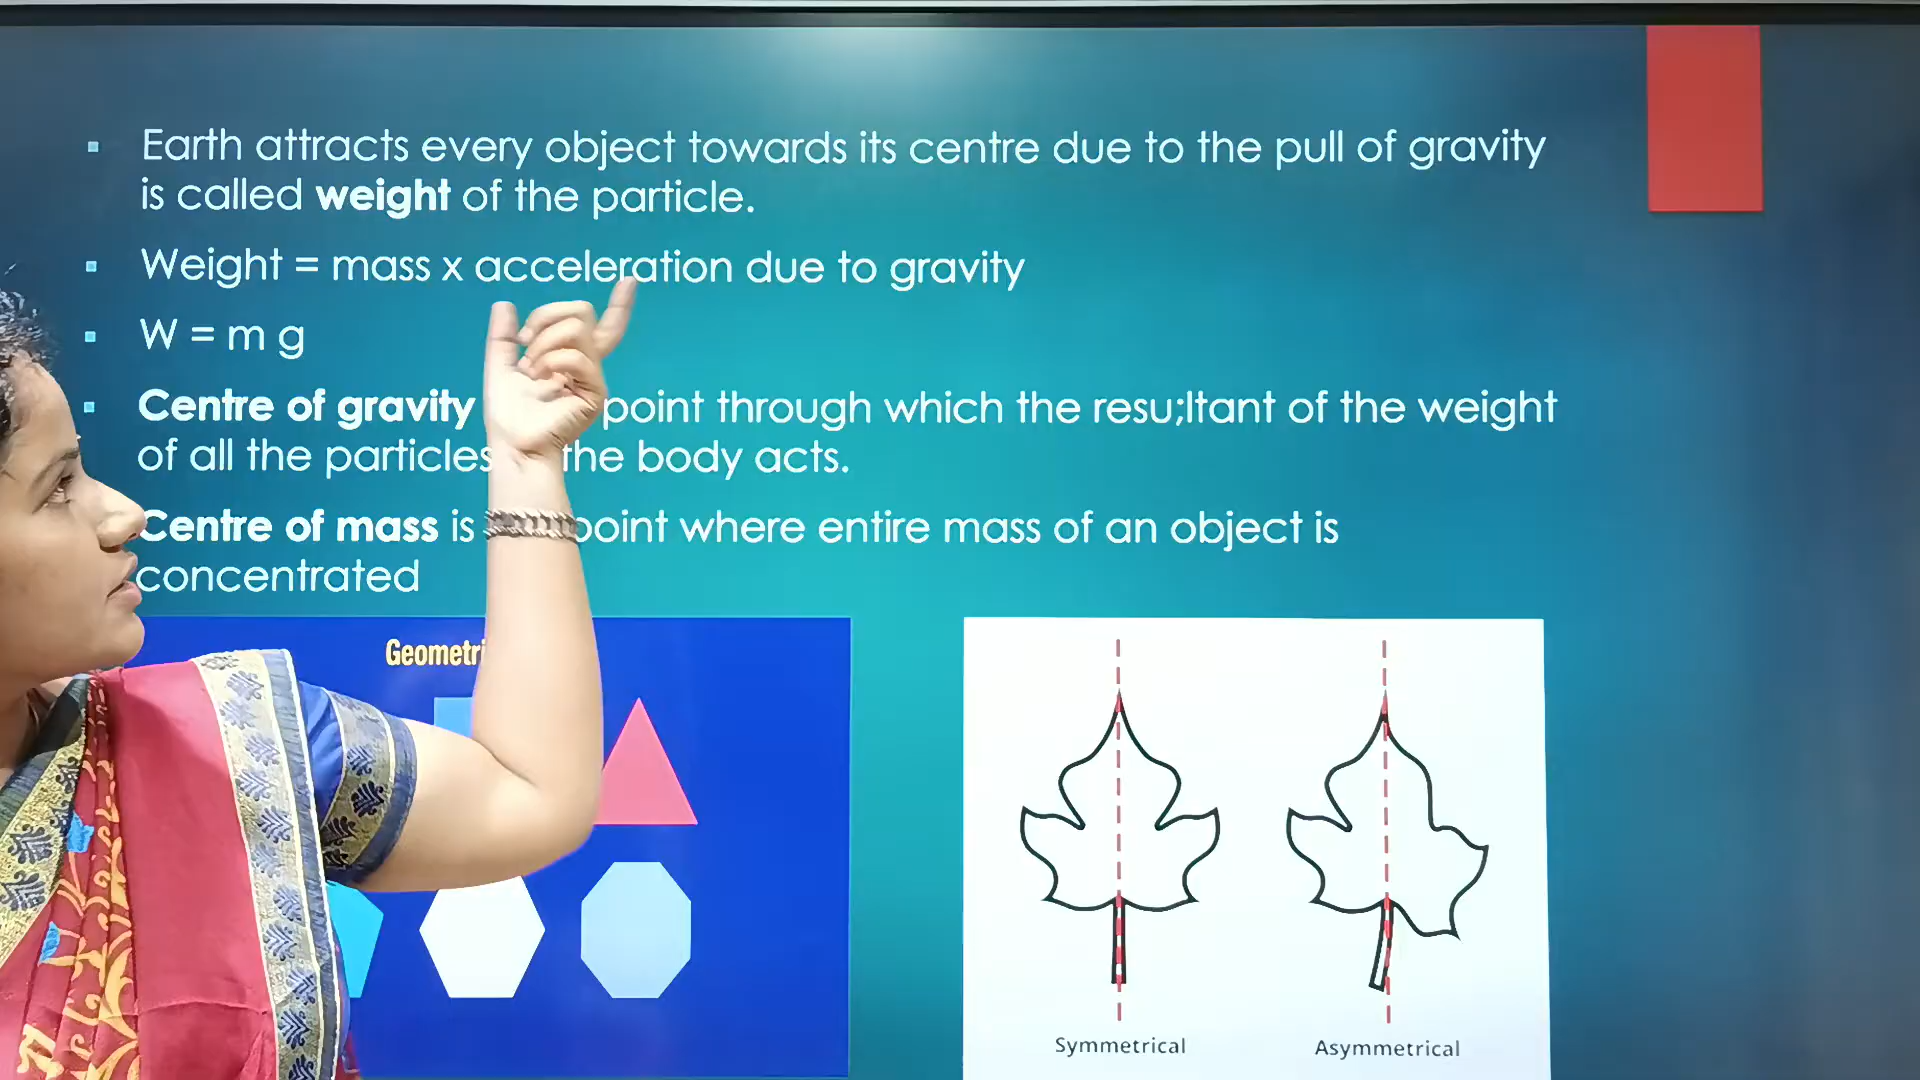 Earth attracts every object towards its centre due to the pull of gravity
is called weight of the particle.
Weight = mass x acceleration due to gravity
W = m g
Centre of gravity point through which the resu;ltant of the weight
of all the particles the body acts.
Centre of mass is point where entire mass of an object is
concentrated
Geometri
Symmetrical
Asymmetrical